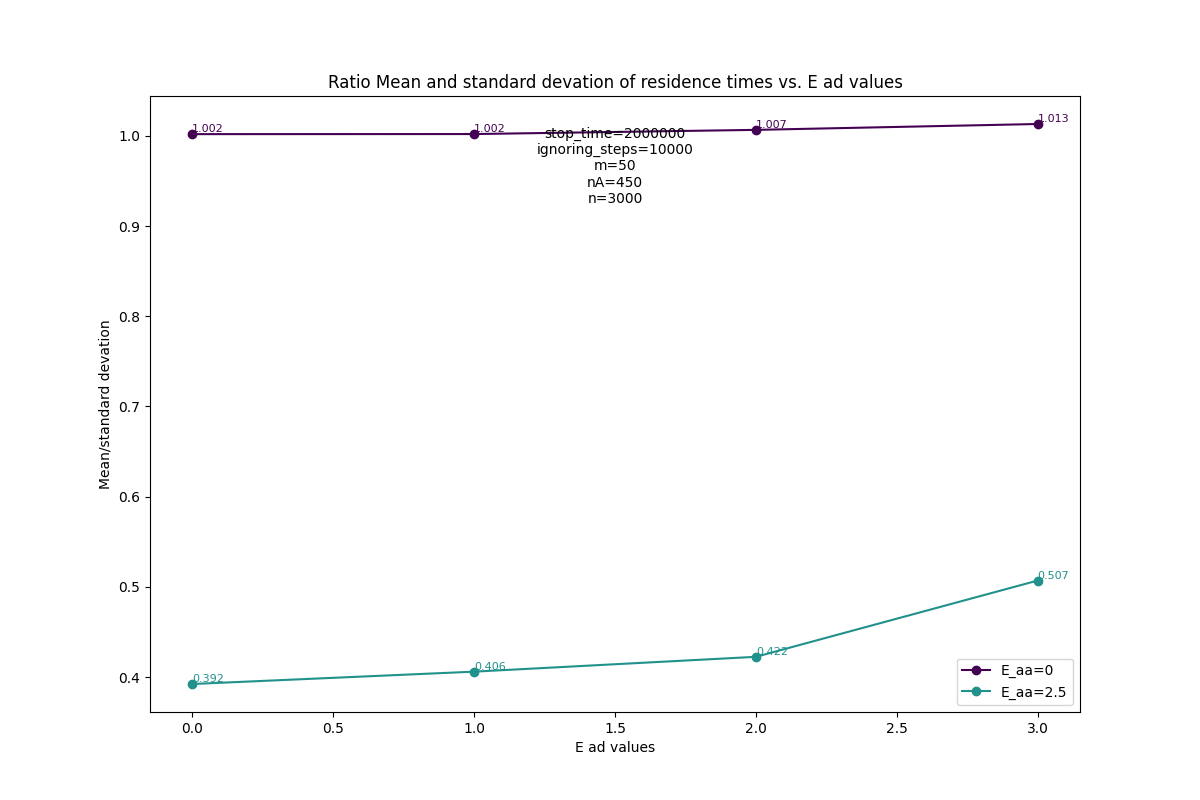 Ratio Mean and standard devation of residence times vs. E ad values
1.002
1.002
1.007
1.013
stop_time=2000000
ignoring_steps=10000
m=50
nA=450
n=3000
1.0
0.9
0.8
0.7
0.6
0.5
0.4
Mean/standard devation
0.392
0.406
0.422
0.507
E_aa=0
E_aa=2.5
0.0
0.5
1.0
1.5
2.0
2.5
3.0
E ad values